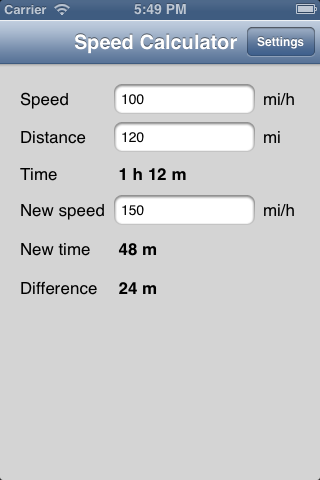 Carrier 5:49 PM
Speed Calculator Settings
Speed 100 mi/h
Distance 120 mi
Time 1 h 12 m
New speed 150 mi/h
New time 48 m
Difference 24 m